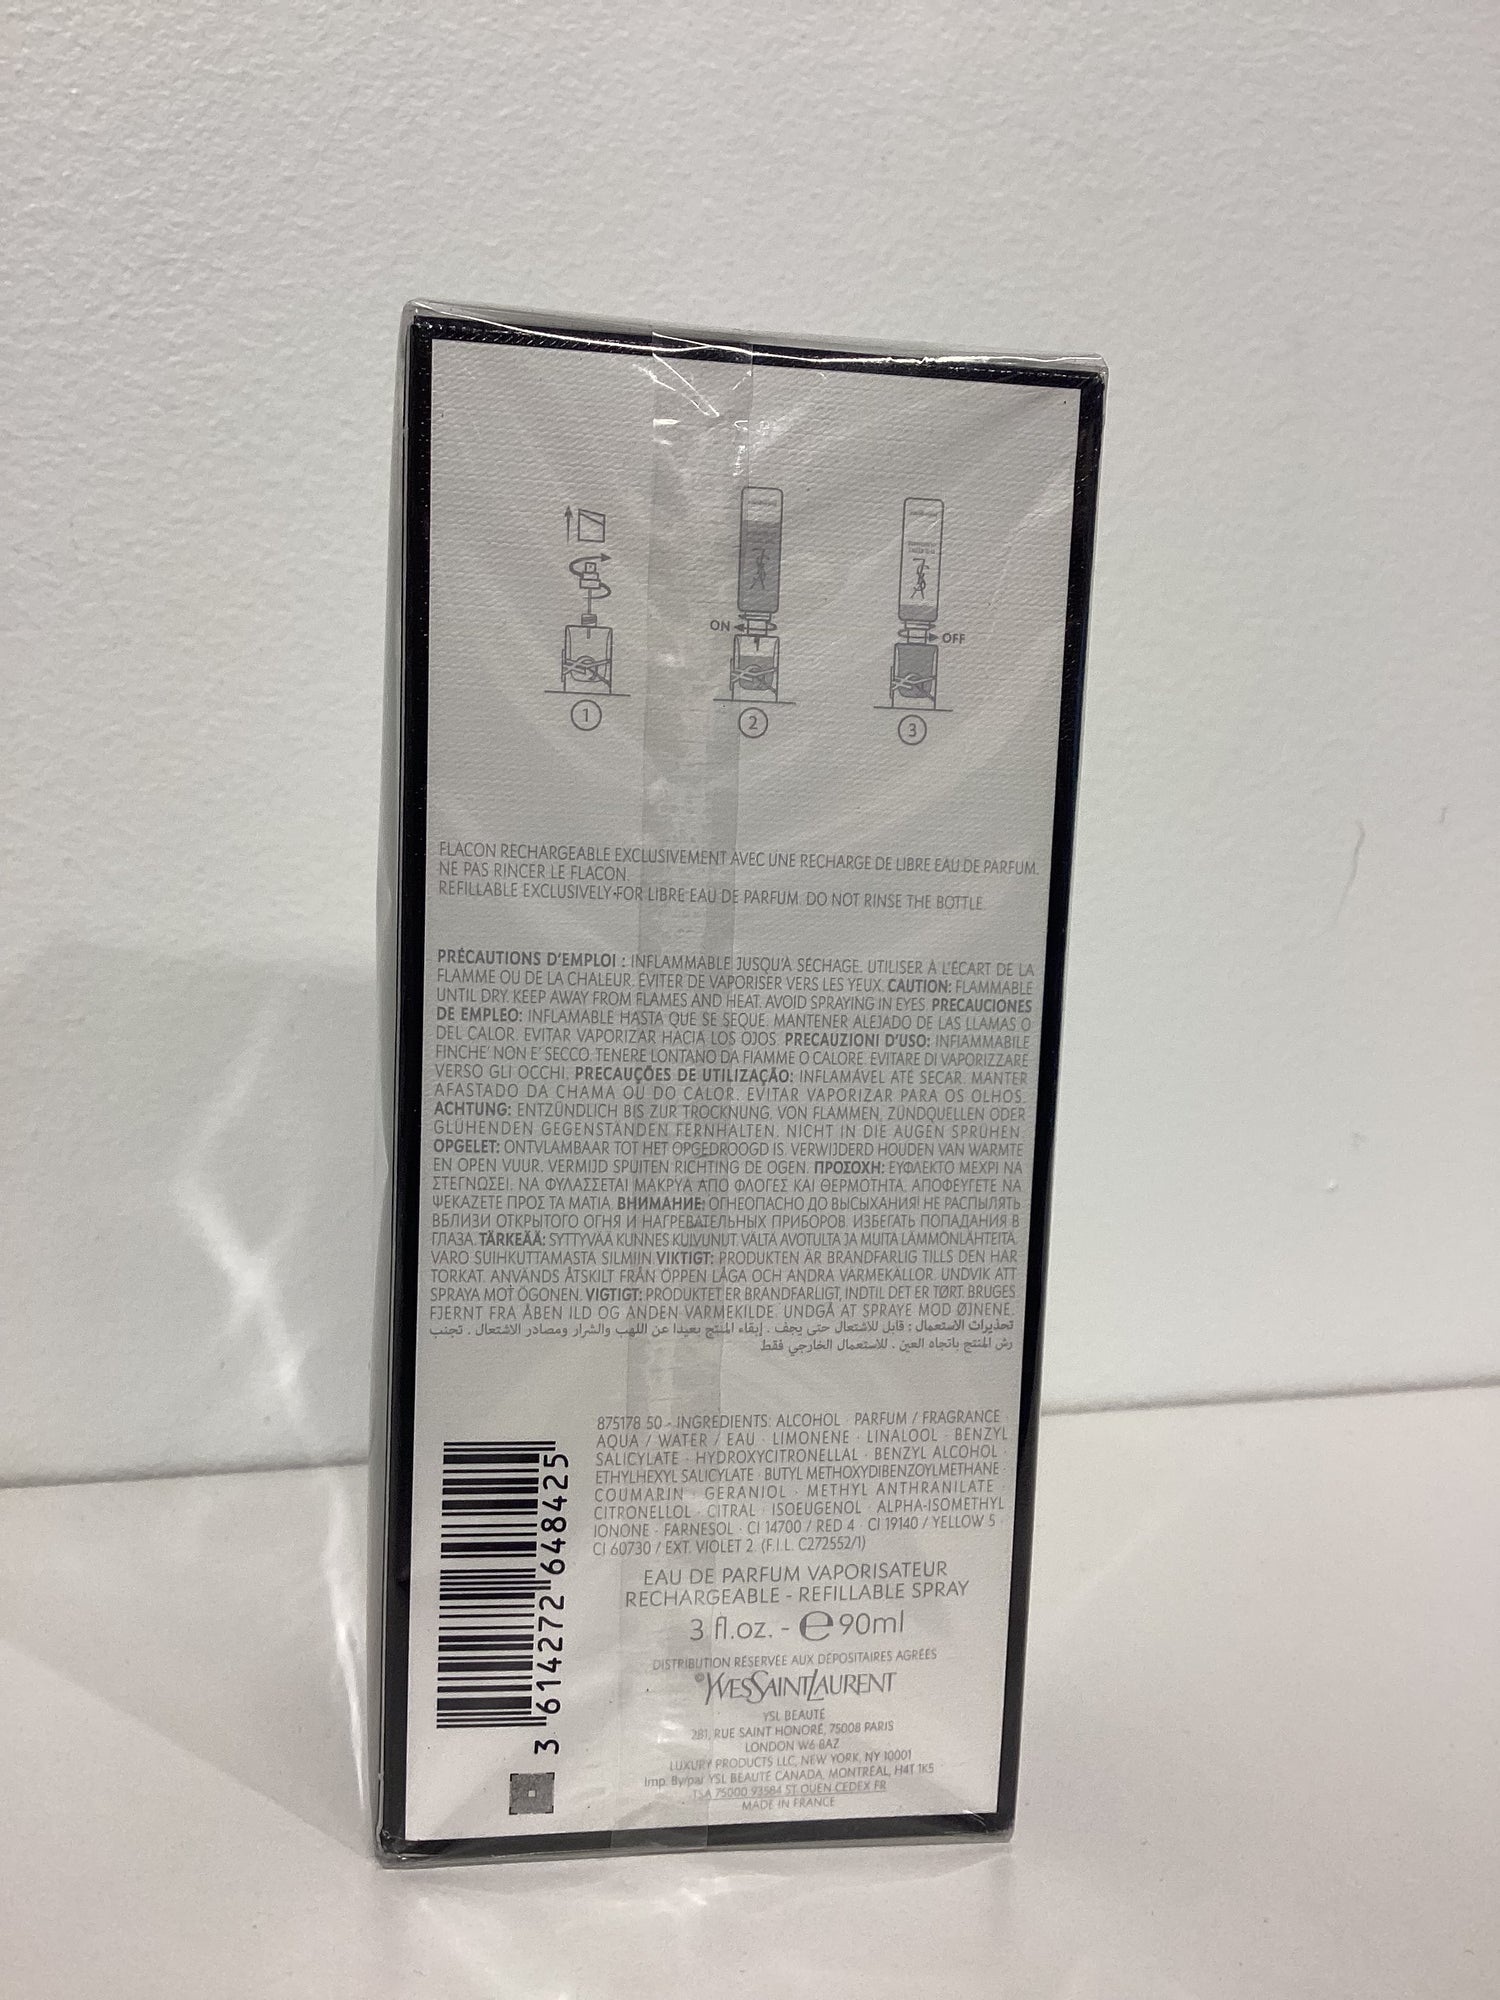 ON
OFF
1
2
3
FLACON RECHARGEABLE EXCLUSIVEMENT AVEC UNE RECHARGE DE LIBRE EAU DE PARFUM.
NE PAS RINCER LE FLACON.
REFILLABLE EXCLUSIVELY FOR LIBRE EAU DE PARFUM. DO NOT RINSE THE BOTTLE.
PRÉCAUTIONS D'EMPLOI : INFLAMMABLE JUSQU'À SÉCHAGE. UTILISER À L'ÉCART DE LA
FLAMME OU DE LA CHALEUR. ÉVITER DE VAPORISER VERS LES YEUX. CAUTION: FLAMMABLE
UNTIL DRY. KEEP AWAY FROM FLAMES AND HEAT. AVOID SPRAYING IN EYES. PRECAUCIONES
DE EMPLEO: INFLAMABLE HASTA QUE SE SEQUE. MANTENER ALEJADO DE LAS LLAMAS O
DEL CALOR. EVITAR VAPORIZAR HACIA LOS OJOS. PRECAUZIONI D'USO: INFIAMMABILE
FINCHE' NON E' SECCO. TENERE LONTANO DA FIAMME O CALORE. EVITARE DI VAPORIZZARE
VERSO GLI OCCHI. PRECAUÇÕES DE UTILIZAÇÃO: INFLAMÁVEL ATÉ SECAR. MANTER
AFASTADO DA CHAMA OU DO CALOR. EVITAR VAPORIZAR PARA OS OLHOS.
ACHTUNG: ENTZÜNDLICH BIS ZUR TROCKNUNG. VON FLAMMEN, ZÜNDQUELLEN ODER
GLÜHENDEN GEGENSTÄNDEN FERNHALTEN. NICHT IN DIE AUGEN SPRÜHEN.
OPGELET: ONTVLAMBAAR TOT HET OPGEDROOGD IS. VERWIJDERD HOUDEN VAN WARMTE
EN OPEN VUUR. VERMIJD SPUITEN RICHTING DE OGEN. ΠΡΟΣΟΧΗ: ΕΥΦΛΕΚΤΟ ΜΕΧΡΙ ΝΑ
ΣΤΕΓΝΩΣΕΙ. ΝΑ ΦΥΛΑΣΣΕΤΑΙ ΜΑΚΡΥΑ ΑΠΟ ΦΛΟΓΕΣ ΚΑΙ ΘΕΡΜΟΤΗΤΑ. ΑΠΟΦΕΥΓΕΤΕ ΝΑ
ΨΕΚΑΖΕΤΕ ΠΡΟΣ ΤΑ ΜΑΤΙΑ. ВНИМАНИЕ: ОГНЕОПАСНО ДО ВЫСЫХАНИЯ! НЕ РАСПЫЛЯТЬ
ВБЛИЗИ ОТКРЫТОГО ОГНЯ И НАГРЕВАТЕЛЬНЫХ ПРИБОРОВ. ИЗБЕГАТЬ ПОПАДАНИЯ В
ГЛАЗА. TÄRKEÄÄ: SYTTYVÄÄ KUNNES KUIVUNUT. VÄLTÄ AVOTULTA JA MUITA LÄMMÖNLÄHTEITÄ.
VARO SUIHKUTTAMASTA SILMIIN. VIKTIGT: PRODUKTEN ÄR BRANDFARLIG TILLS DEN HAR
TORKAT. ANVÄNDS ÅTSKILT FRÅN ÖPPEN LÅGA OCH ANDRA VÄRMEKÄLLOR. UNDVIK ATT
SPRAYA MOT ÖGONEN. VIGTIGT: PRODUKTET ER BRANDFARLIGT, INDTIL DET ER TØRT. BRUGES
FJERNT FRA ÅBEN ILD OG ANDEN VARMEKILDE. UNDGÅ AT SPRAYE MOD ØJNENE.
تحذيرات الاستعمال : قابل للاشتعال حتى يجف . إبقاء المنتج بعيدا عن اللهب والشرار ومصادر الاشتعال . تجنب
رش المنتج باتجاه العين . للاستعمال الخارجي فقط
875178 50 - INGREDIENTS: ALCOHOL · PARFUM / FRAGRANCE ·
AQUA / WATER / EAU · LIMONENE · LINALOOL · BENZYL
SALICYLATE · HYDROXYCITRONELLAL · BENZYL ALCOHOL ·
ETHYLHEXYL SALICYLATE · BUTYL METHOXYDIBENZOYLMETHANE ·
COUMARIN · GERANIOL · METHYL ANTHRANILATE ·
CITRONELLOL · CITRAL · ISOEUGENOL · ALPHA-ISOMETHYL
IONONE · FARNESOL · CI 14700 / RED 4 · CI 19140 / YELLOW 5 ·
CI 60730 / EXT. VIOLET 2. (F.I.L. C272552/1)
EAU DE PARFUM VAPORISATEUR
RECHARGEABLE - REFILLABLE SPRAY
3 fl.oz. - e 90ml
DISTRIBUTION RÉSERVÉE AUX DÉPOSITAIRES AGRÉÉS
©YVESSAINTLAURENT
YSL BEAUTÉ
281, RUE SAINT HONORÉ, 75008 PARIS
LONDON W6 8AZ
LUXURY PRODUCTS LLC, NEW YORK, NY 10001
Imp. By/par YSL BEAUTÉ CANADA, MONTREAL, H4T 1K5
TSA 75000 93584 ST OUEN CEDEX FR
MADE IN FRANCE
3 614272 648425